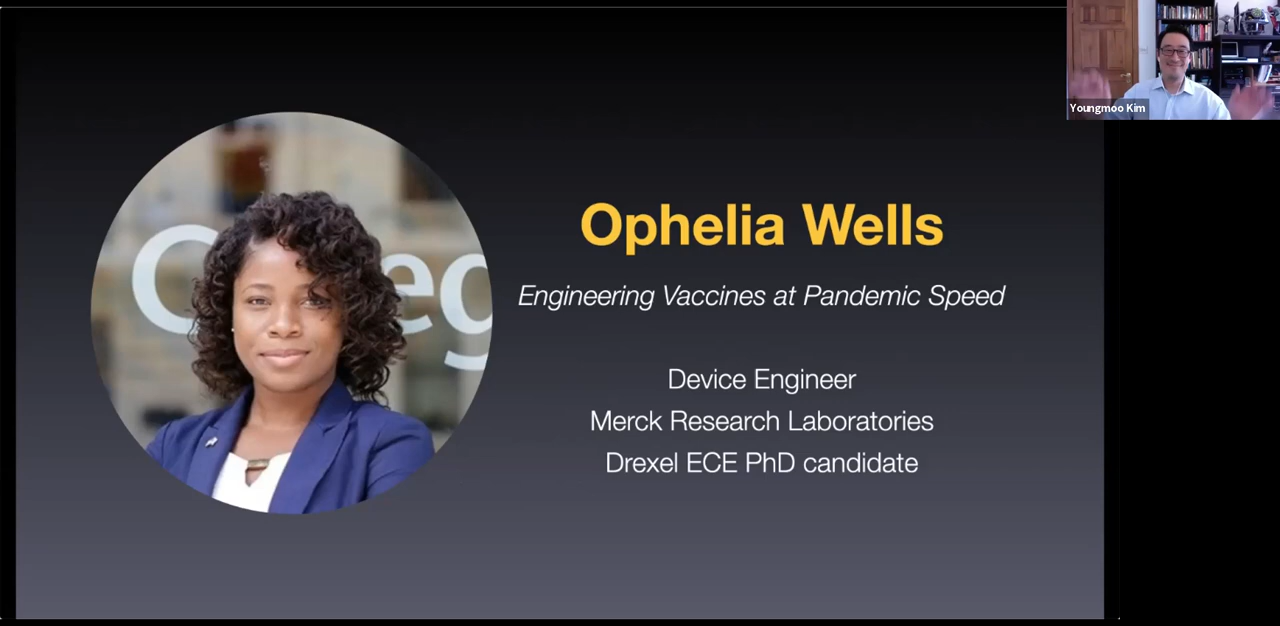 Youngmoo Kim
Ophelia Wells
Engineering Vaccines at Pandemic Speed
Device Engineer
Merck Research Laboratories
Drexel ECE PhD candidate